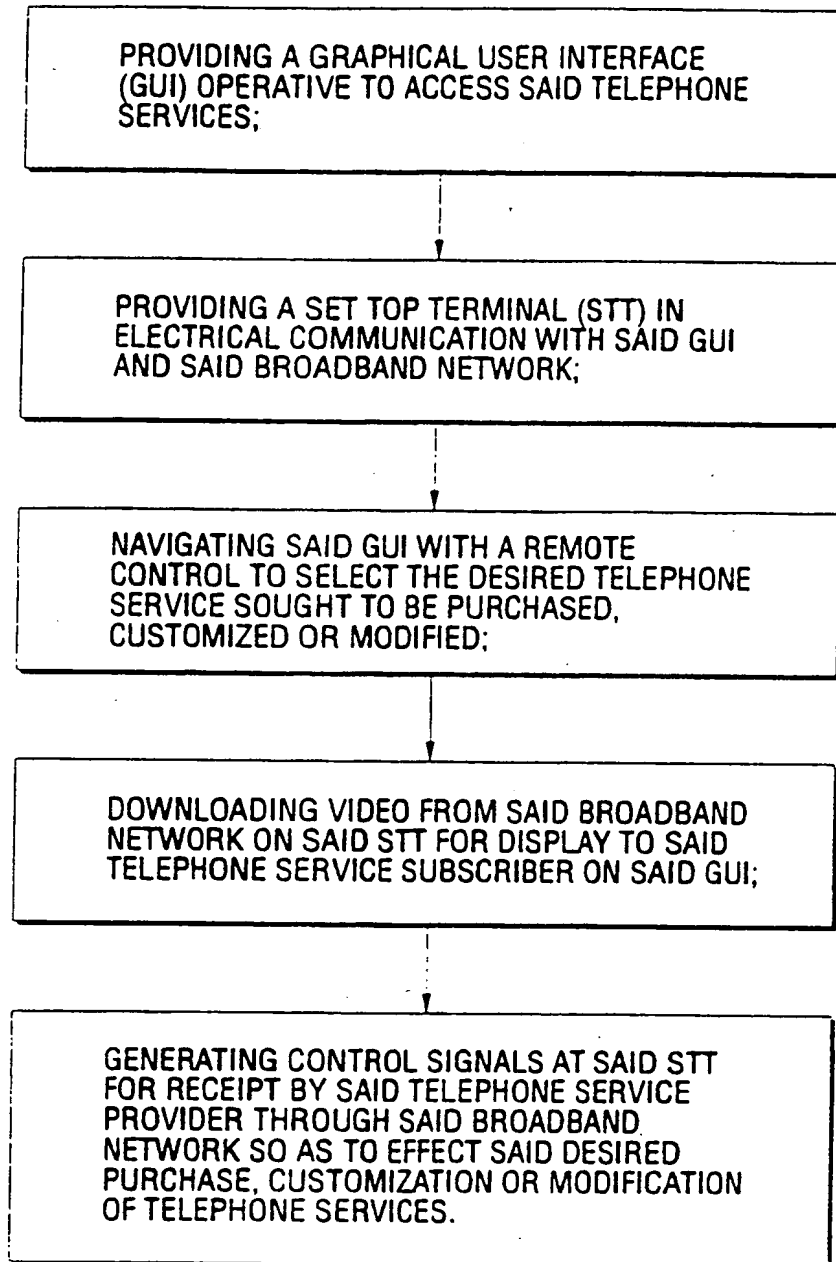 PROVIDING A GRAPHICAL USER INTERFACE
(GUI) OPERATIVE TO ACCESS SAID TELEPHONE
SERVICES;
PROVIDING A SET TOP TERMINAL (STT) IN
ELECTRICAL COMMUNICATION WITH SAID GUI
AND SAID BROADBAND NETWORK;
NAVIGATING SAID GUI WITH A REMOTE
CONTROL TO SELECT THE DESIRED TELEPHONE
SERVICE SOUGHT TO BE PURCHASED,
CUSTOMIZED OR MODIFIED;
DOWNLOADING VIDEO FROM SAID BROADBAND
NETWORK ON SAID STT FOR DISPLAY TO SAID
TELEPHONE SERVICE SUBSCRIBER ON SAID GUI;
GENERATING CONTROL SIGNALS AT SAID STT
FOR RECEIPT BY SAID TELEPHONE SERVICE
PROVIDER THROUGH SAID BROADBAND
NETWORK SO AS TO EFFECT SAID DESIRED
PURCHASE, CUSTOMIZATION OR MODIFICATION
OF TELEPHONE SERVICES.